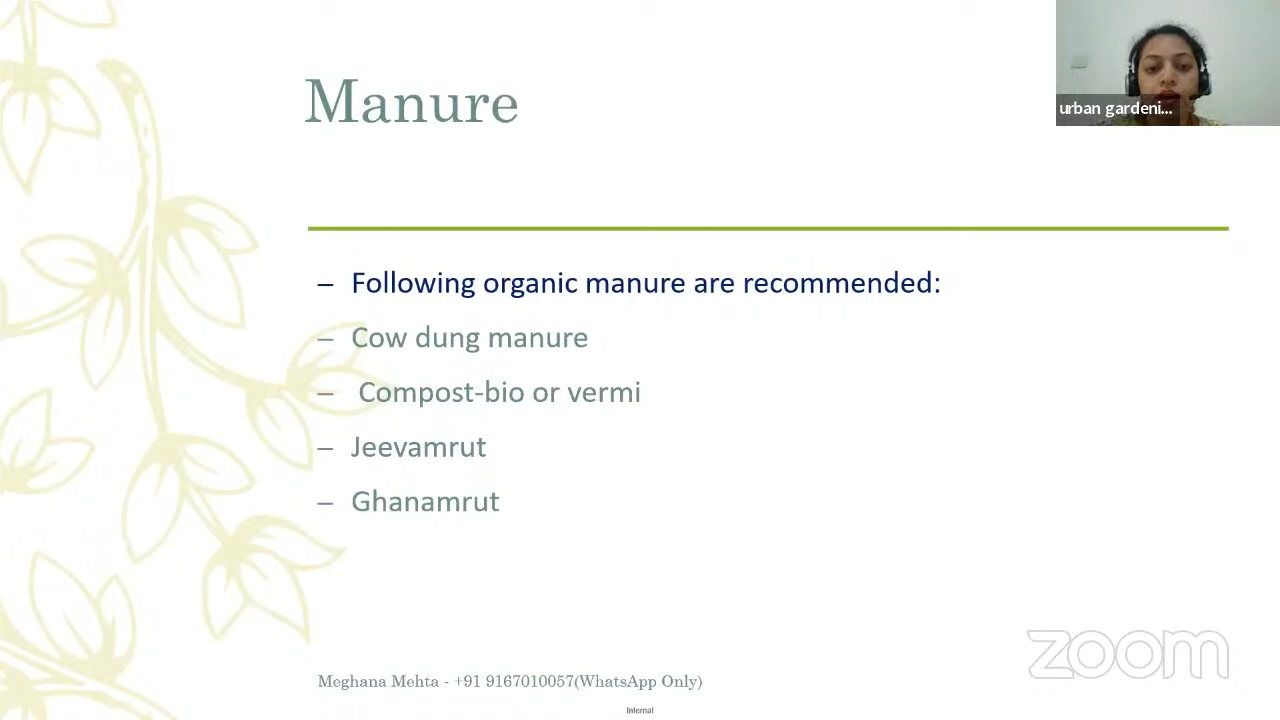 Manure
urban gardeni...
– Following organic manure are recommended:
– Cow dung manure
– Compost-bio or vermi
– Jeevamrut
– Ghanamrut
zoom
Meghana Mehta - +91 9167010057(WhatsApp Only)
Internal